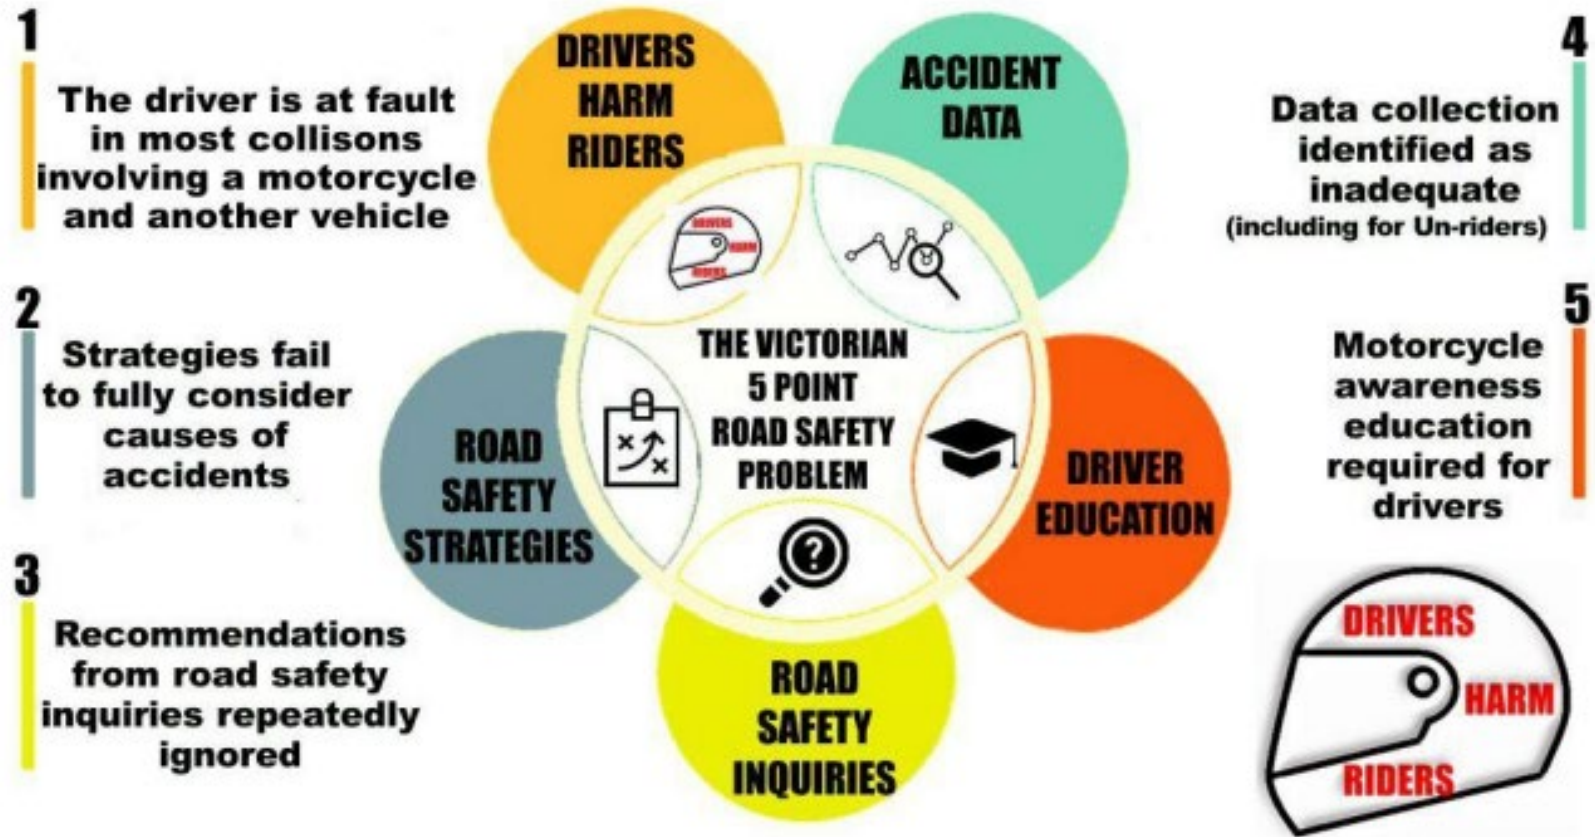 1
The driver is at fault
in most collisons
involving a motorcycle
and another vehicle
2
Strategies fail
to fully consider
causes of
accidents
3
Recommendations
from road safety
inquiries repeatedly
ignored
DRIVERS
HARM
RIDERS
ACCIDENT
DATA
DRIVERS
HARM
RIDERS
THE VICTORIAN
5 POINT
ROAD SAFETY
PROBLEM
ROAD
SAFETY
STRATEGIES
DRIVER
EDUCATION
?
ROAD
SAFETY
INQUIRIES
4
Data collection
identified as
inadequate
(including for Un-riders)
5
Motorcycle
awareness
education
required for
drivers
DRIVERS
HARM
RIDERS